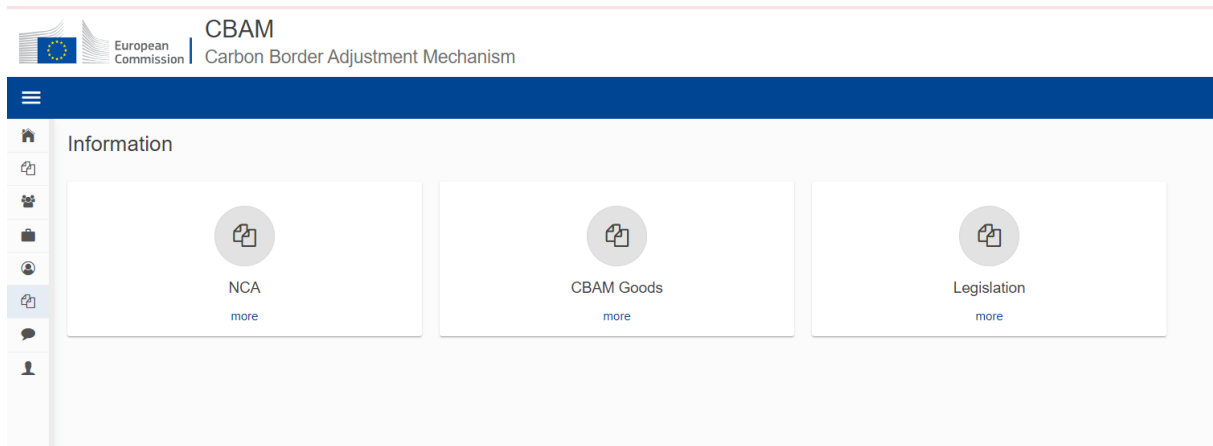 CBAM
European
Commission
Carbon Border Adjustment Mechanism
Information
NCA
more
CBAM Goods
more
Legislation
more